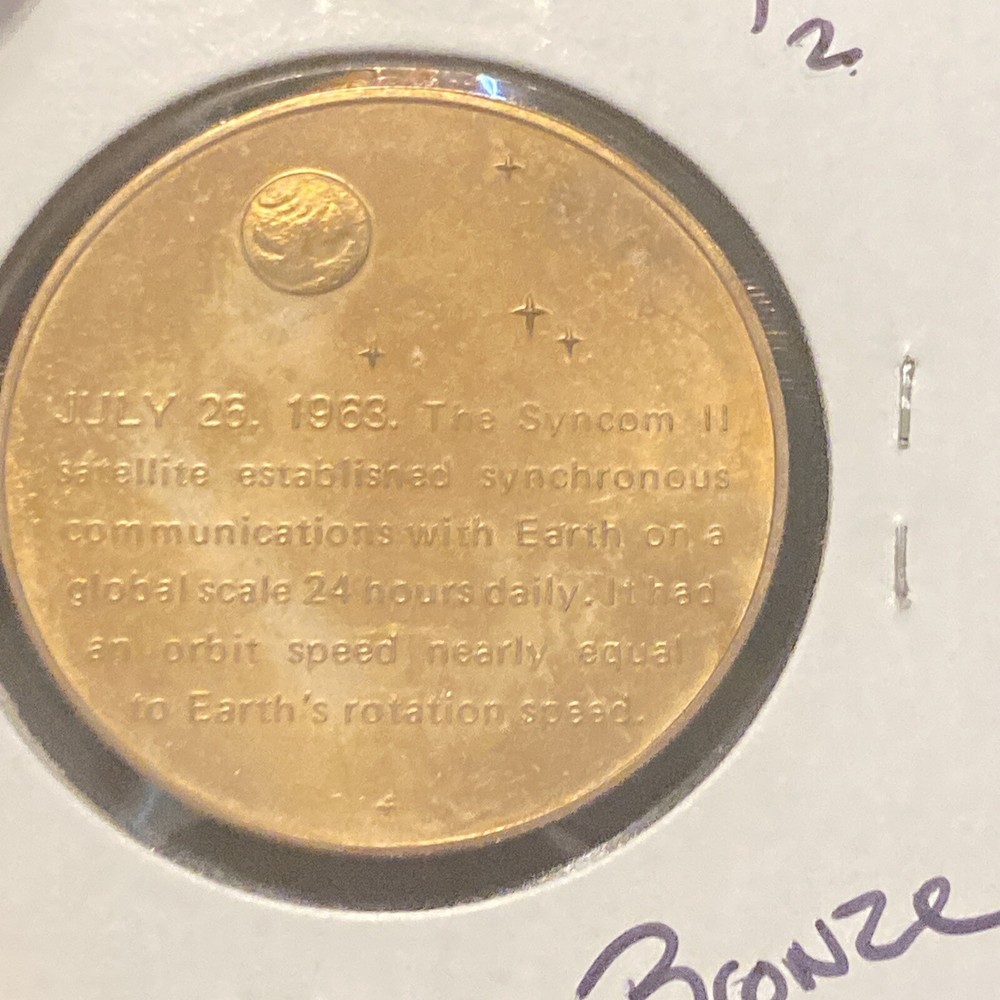 2.
JULY 26, 1963. The Syncom II
satellite established synchronous
communications with Earth on a
global scale 24 hours daily. It had
an orbit speed nearly equal
to Earth's rotation speed.
Bronze